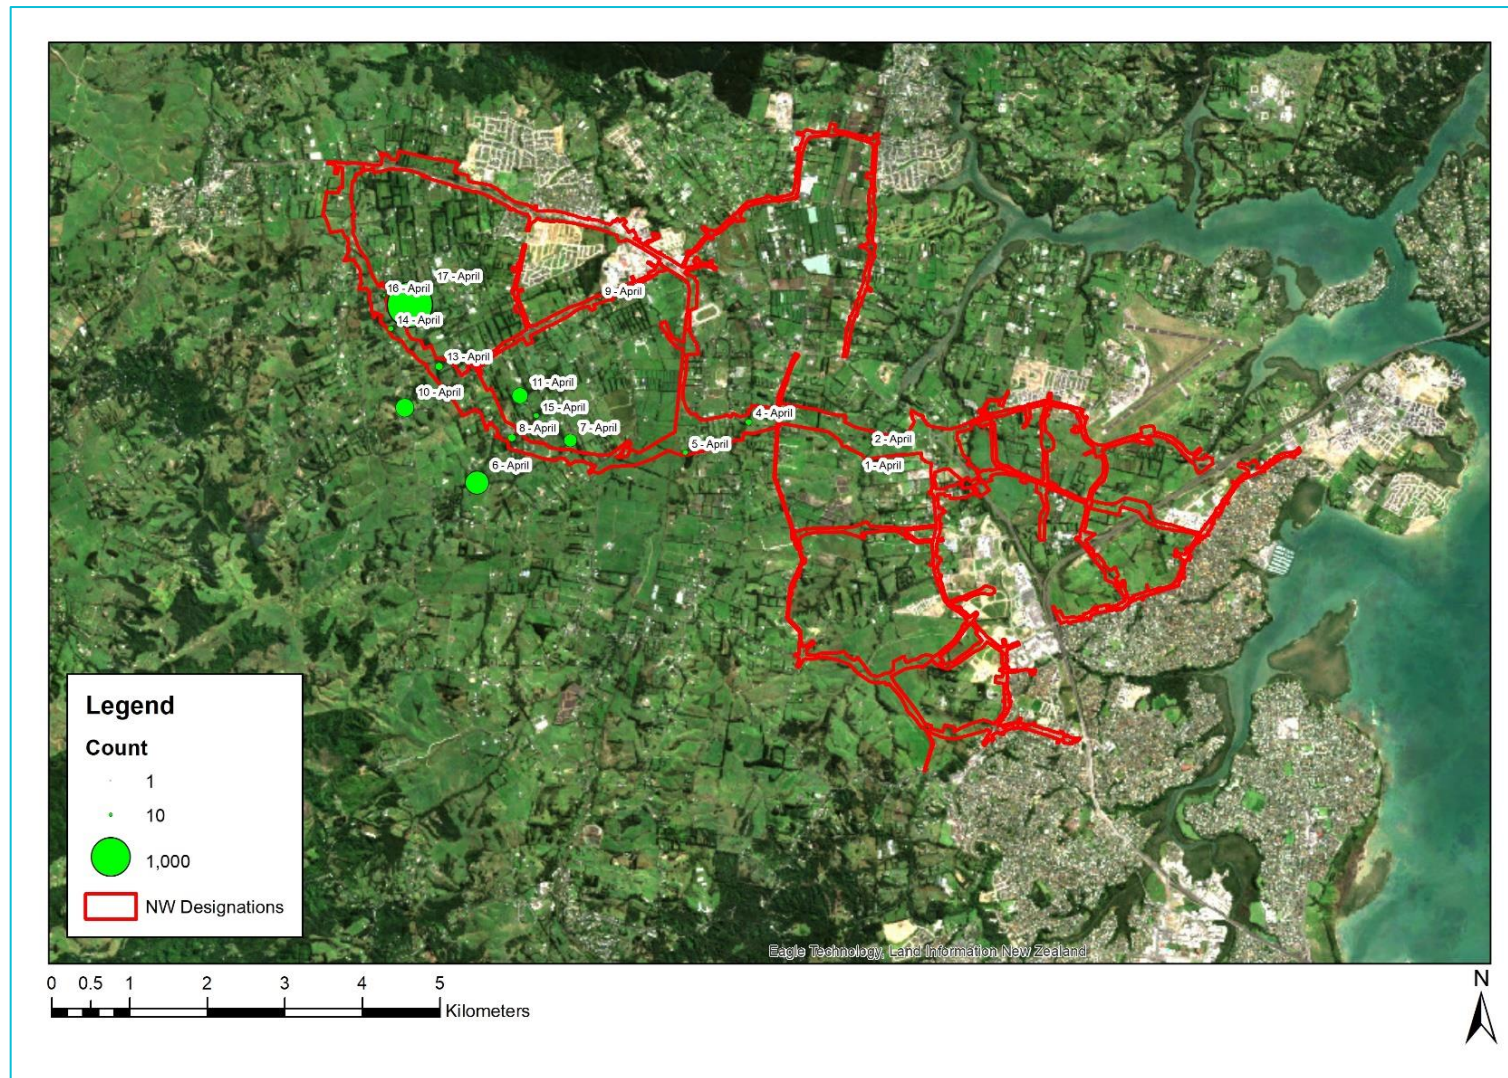 17 - April
16 - April
9 - April
14 - April
13 - April
11 - April
10 - April
15 - April
4 - April
8 - April
7 - April
2 - April
5 - April
6 - April
1 - April
Legend
Count
1
10
1,000
NW Designations
Eagle Technology, Land Information New Zealand
0 0.5 1 2 3 4 5
Kilometers
N